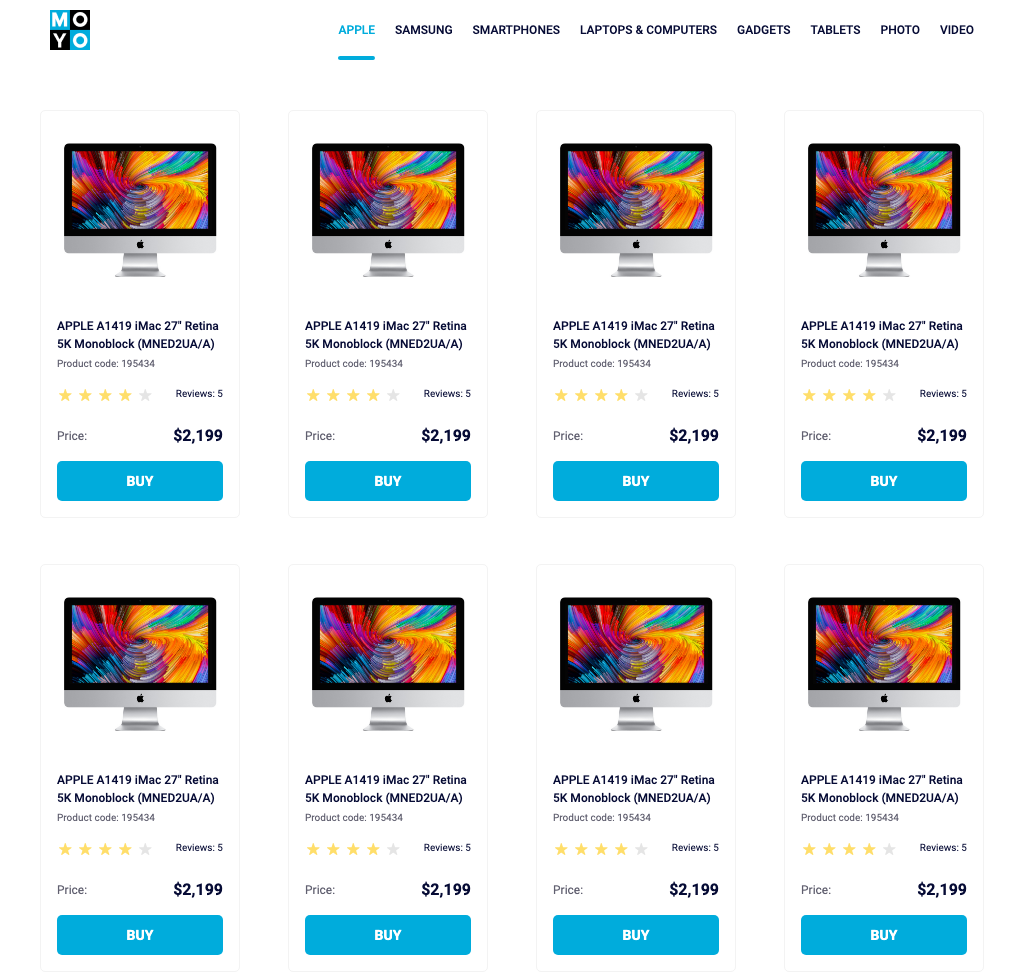 MO
YO
APPLE SAMSUNG SMARTPHONES LAPTOPS & COMPUTERS GADGETS TABLETS PHOTO VIDEO
APPLE A1419 iMac 27" Retina
5K Monoblock (MNED2UA/A)
Product code: 195434
Reviews: 5
Price: $2,199
BUY
APPLE A1419 iMac 27" Retina
5K Monoblock (MNED2UA/A)
Product code: 195434
Reviews: 5
Price: $2,199
BUY
APPLE A1419 iMac 27" Retina
5K Monoblock (MNED2UA/A)
Product code: 195434
Reviews: 5
Price: $2,199
BUY
APPLE A1419 iMac 27" Retina
5K Monoblock (MNED2UA/A)
Product code: 195434
Reviews: 5
Price: $2,199
BUY
APPLE A1419 iMac 27" Retina
5K Monoblock (MNED2UA/A)
Product code: 195434
Reviews: 5
Price: $2,199
BUY
APPLE A1419 iMac 27" Retina
5K Monoblock (MNED2UA/A)
Product code: 195434
Reviews: 5
Price: $2,199
BUY
APPLE A1419 iMac 27" Retina
5K Monoblock (MNED2UA/A)
Product code: 195434
Reviews: 5
Price: $2,199
BUY
APPLE A1419 iMac 27" Retina
5K Monoblock (MNED2UA/A)
Product code: 195434
Reviews: 5
Price: $2,199
BUY